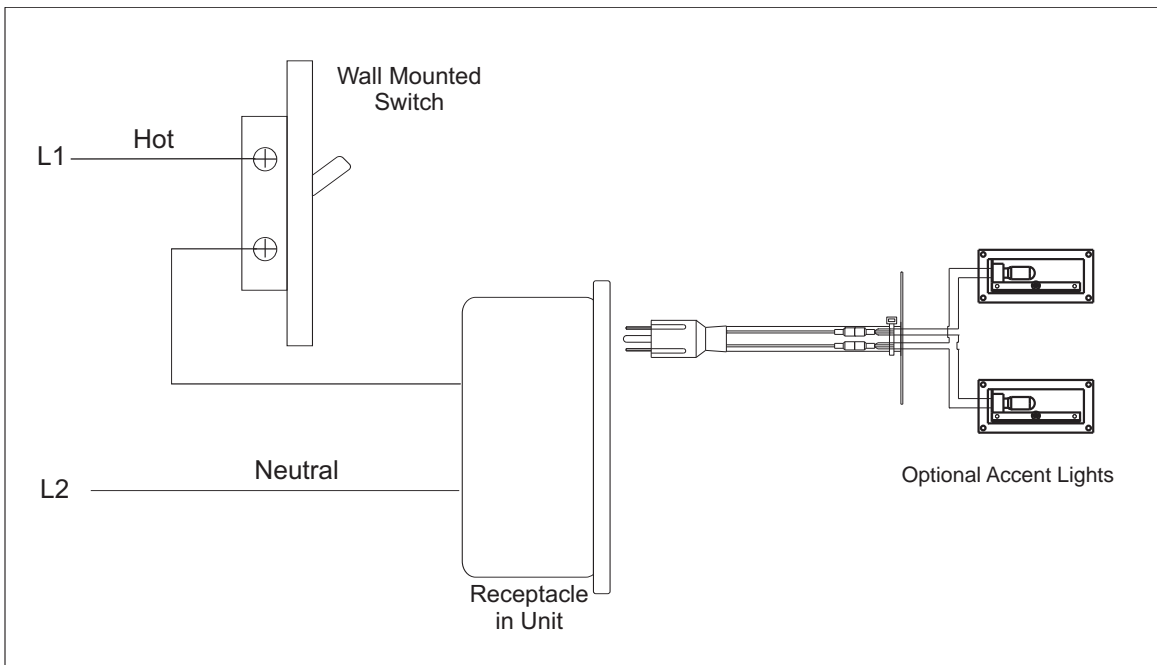 Wall Mounted
Switch
Hot
L1
Neutral
L2
Optional Accent Lights
Receptacle
in Unit